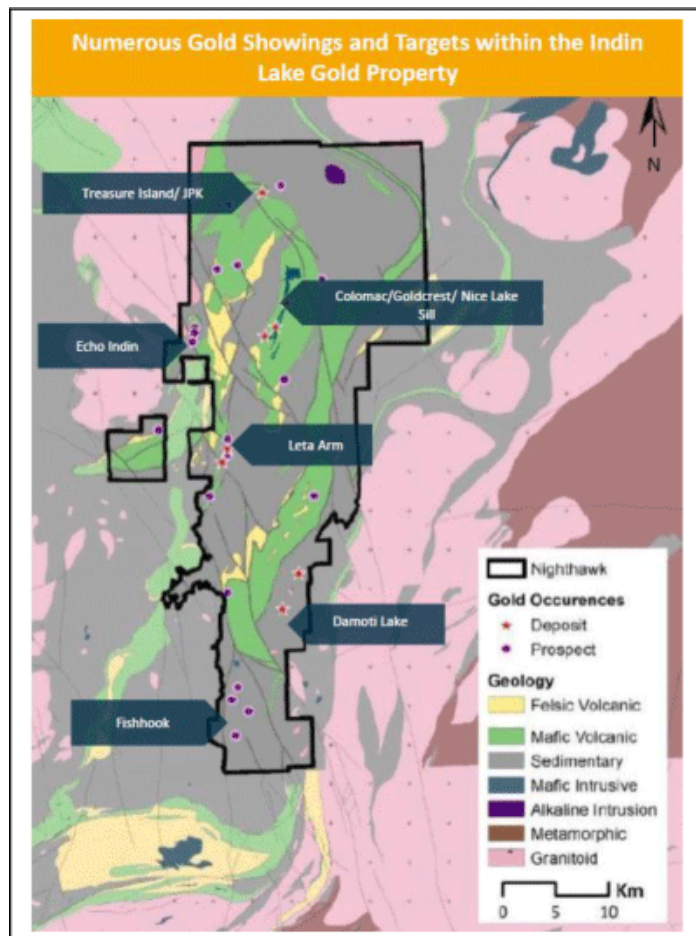 Numerous Gold Showings and Targets within the Indin
Lake Gold Property
N
Treasure Island/ JPK
Colomac/Goldcrest/ Nice Lake
Sill
Echo Indin
Leta Arm
Damoti Lake
Fishhook
Nighthawk
Gold Occurences
Deposit
Prospect
Geology
Felsic Volcanic
Mafic Volcanic
Sedimentary
Mafic Intrusive
Alkaline Intrusion
Metamorphic
Granitoid
Km
0 5 10